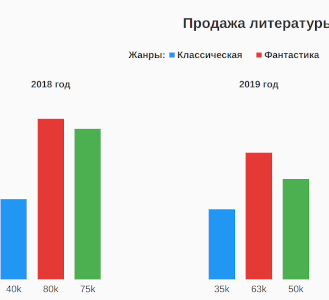 Продажа литературы
Жанры: Классическая Фантастика
2018 год 2019 год
40k 80k 75k 35k 63k 50k